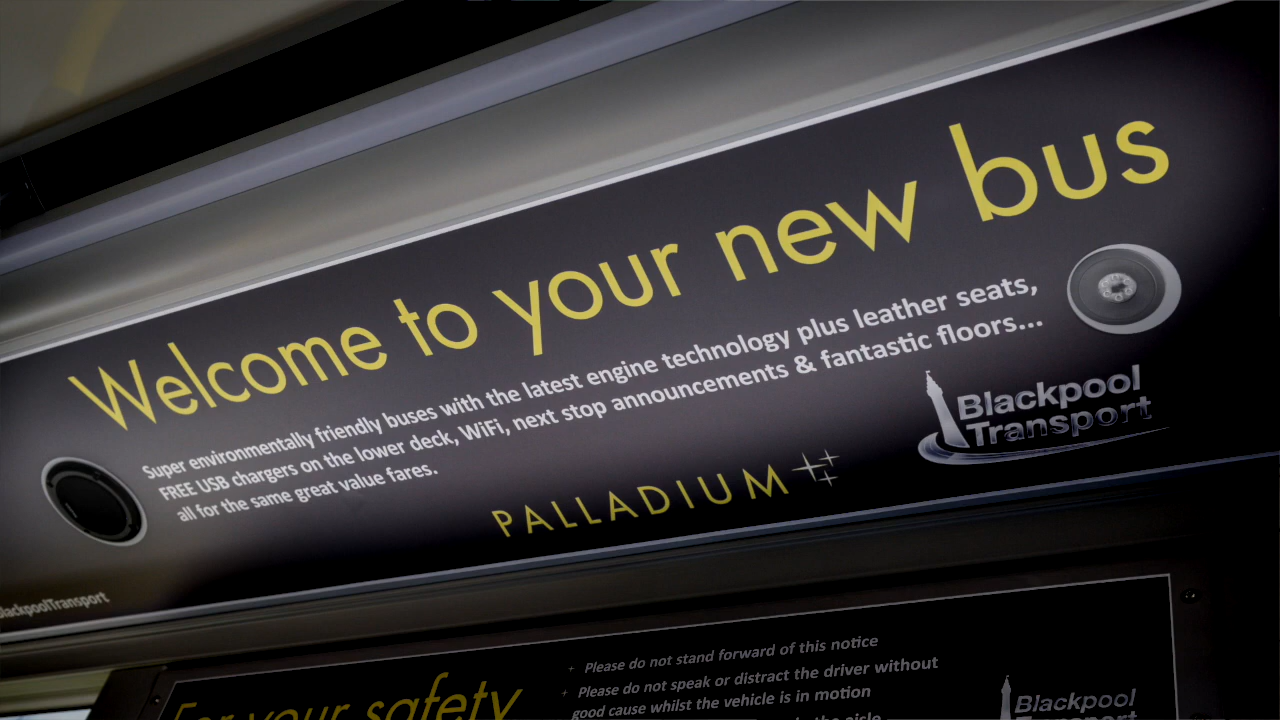 Welcome to your new bus
Super environmentally friendly buses with the latest engine technology plus leather seats,
FREE USB chargers on the lower deck, WiFi, next stop announcements & fantastic floors...
all for the same great value fares.
PALLADIUM
Blackpool
Transport
lackpoolTransport
For your safety
+ Please do not stand forward of this notice
+ Please do not speak or distract the driver without
good cause whilst the vehicle is in motion
the aisle
Blackpool
Transport